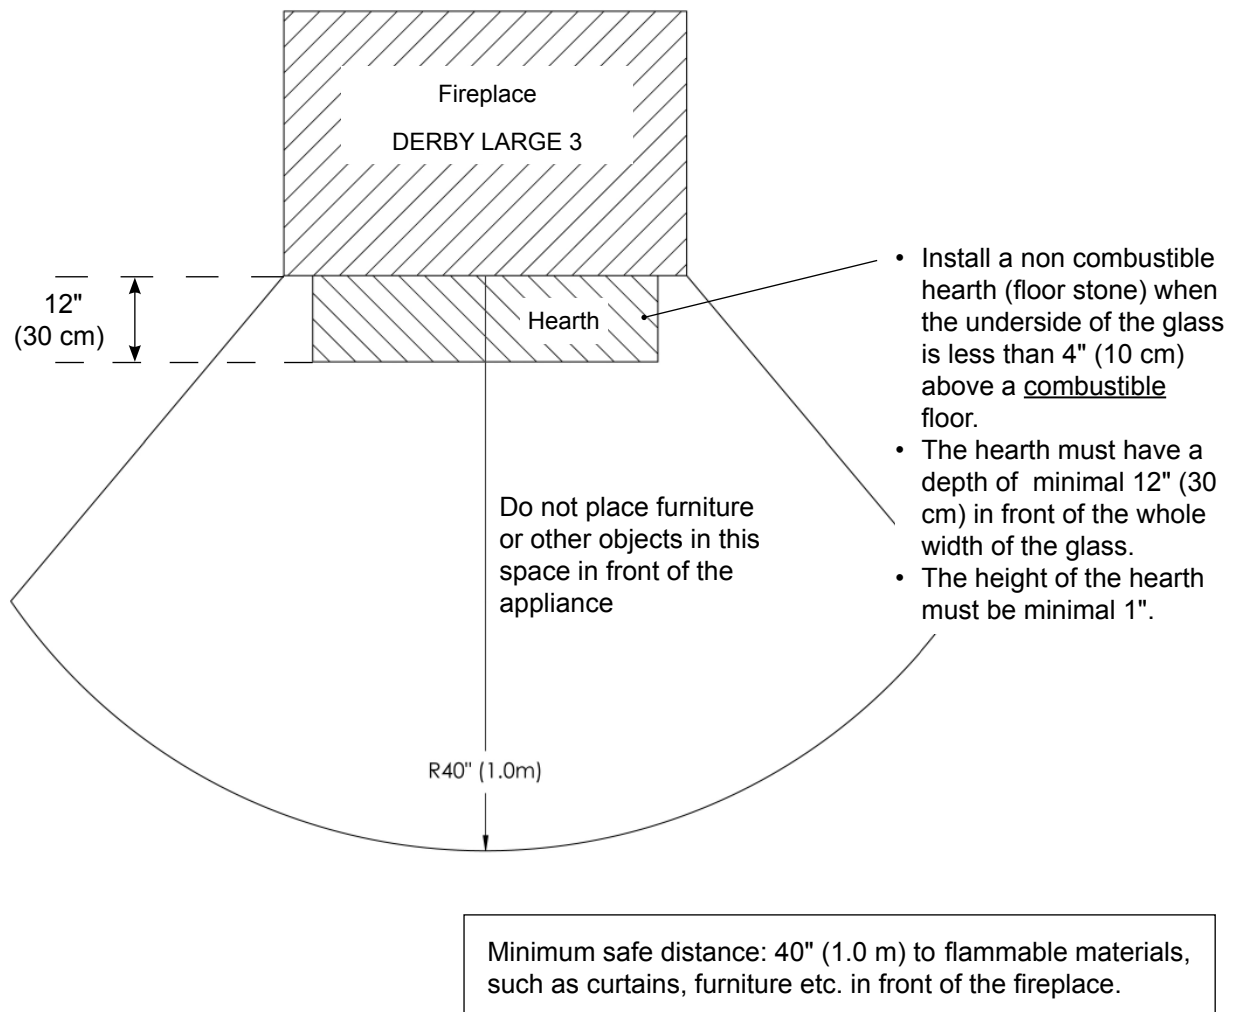 Fireplace
DERBY LARGE 3
12"
(30 cm)
Hearth
• Install a non combustible
hearth (floor stone) when
the underside of the glass
is less than 4" (10 cm)
above a combustible
floor.
• The hearth must have a
depth of  minimal 12" (30
cm) in front of the whole
width of the glass.
• The height of the hearth
must be minimal 1".
Do not place furniture
or other objects in this
space in front of the
appliance
R40" (1.0m)
Minimum safe distance: 40" (1.0 m) to flammable materials,
such as curtains, furniture etc. in front of the fireplace.